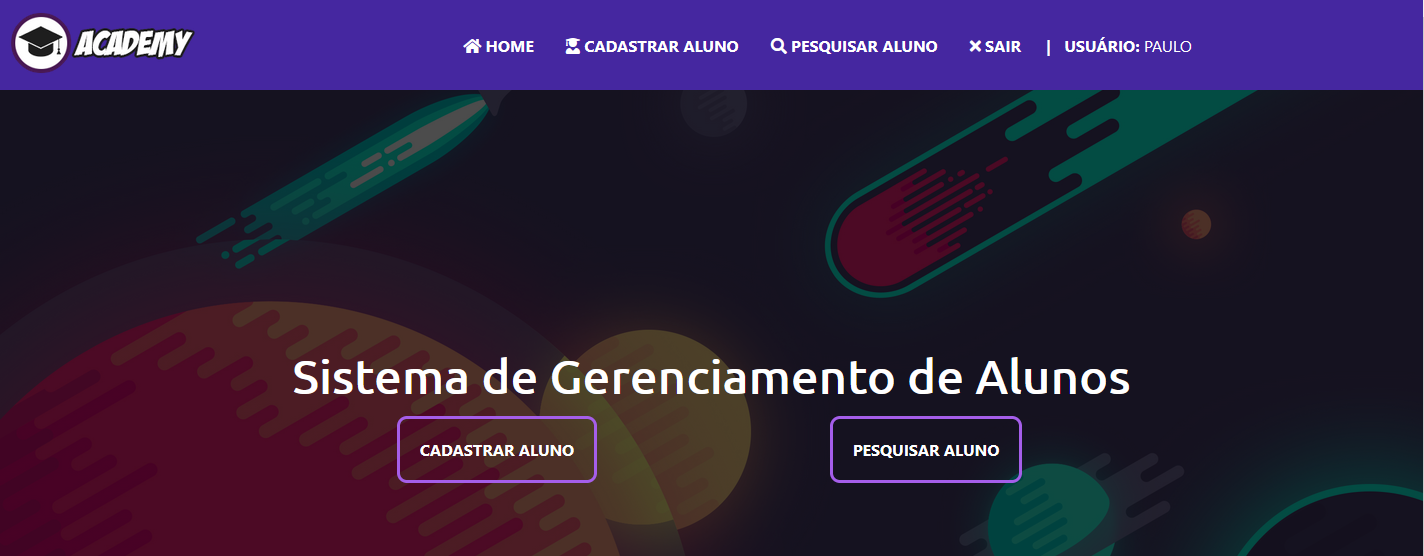 ACADEMY HOME CADASTRAR ALUNO PESQUISAR ALUNO SAIR | USUÁRIO: PAULO
Sistema de Gerenciamento de Alunos
CADASTRAR ALUNO PESQUISAR ALUNO